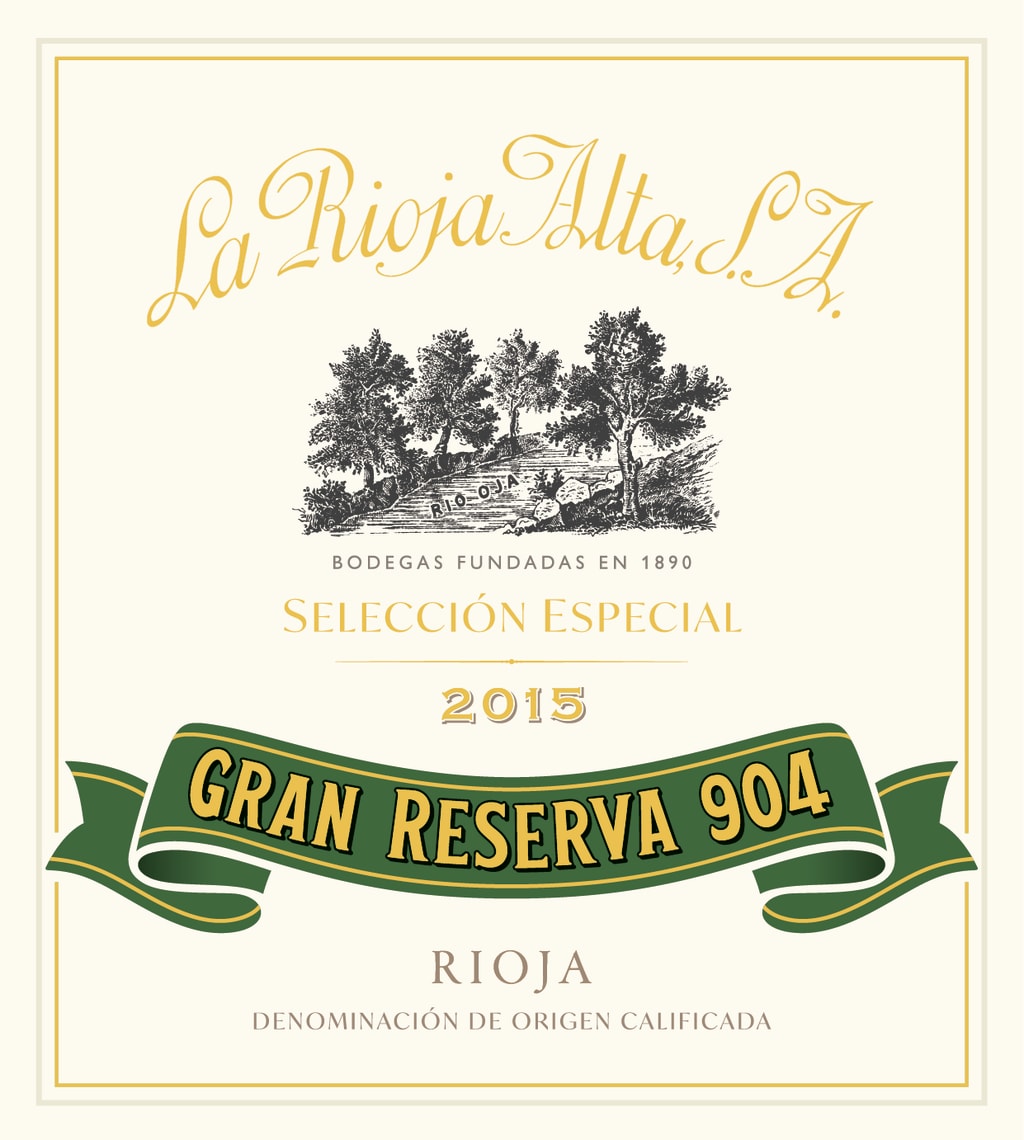 La Rioja Alta, S.A.
RIO OJA
BODEGAS FUNDADAS EN 1890
SELECCIÓN ESPECIAL
2015
GRAN RESERVA 904
RIOJA
DENOMINACIÓN DE ORIGEN CALIFICADA